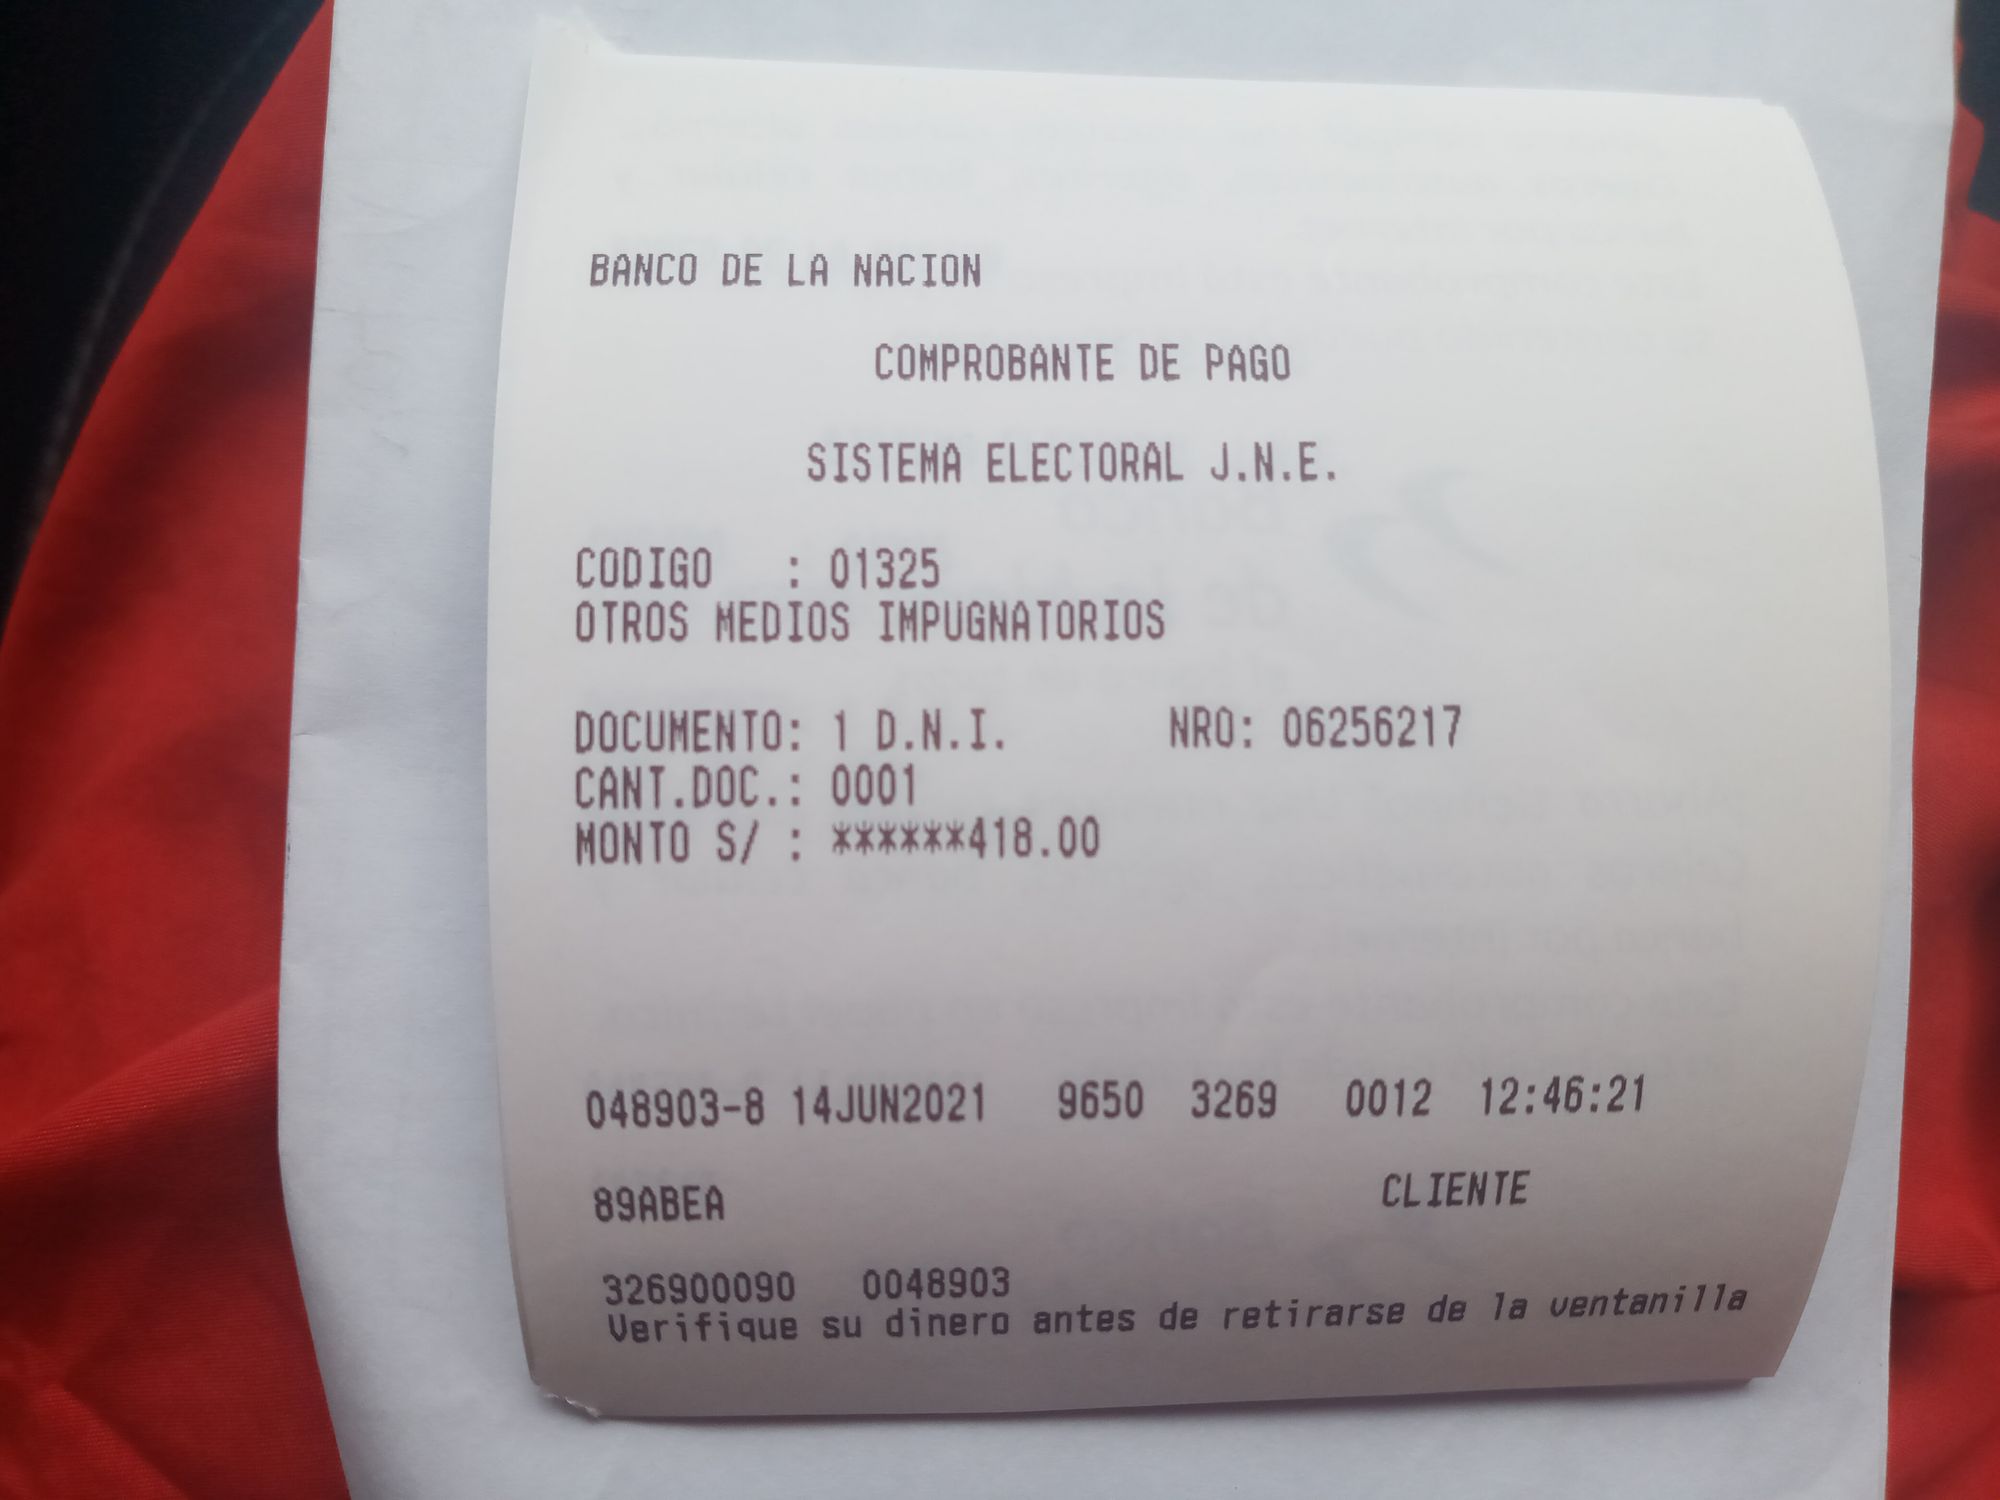 BANCO DE LA NACION
COMPROBANTE DE PAGO
SISTEMA ELECTORAL J.N.E.
CODIGO : 01325
OTROS MEDIOS IMPUGNATORIOS
DOCUMENTO: 1 D.N.I. NRO: 06256217
CANT.DOC.: 0001
MONTO S/ : ******418.00
048903-8 14JUN2021 9650 3269 0012 12:46:21
89ABEA CLIENTE
326900090 0048903
Verifique su dinero antes de retirarse de la ventanilla